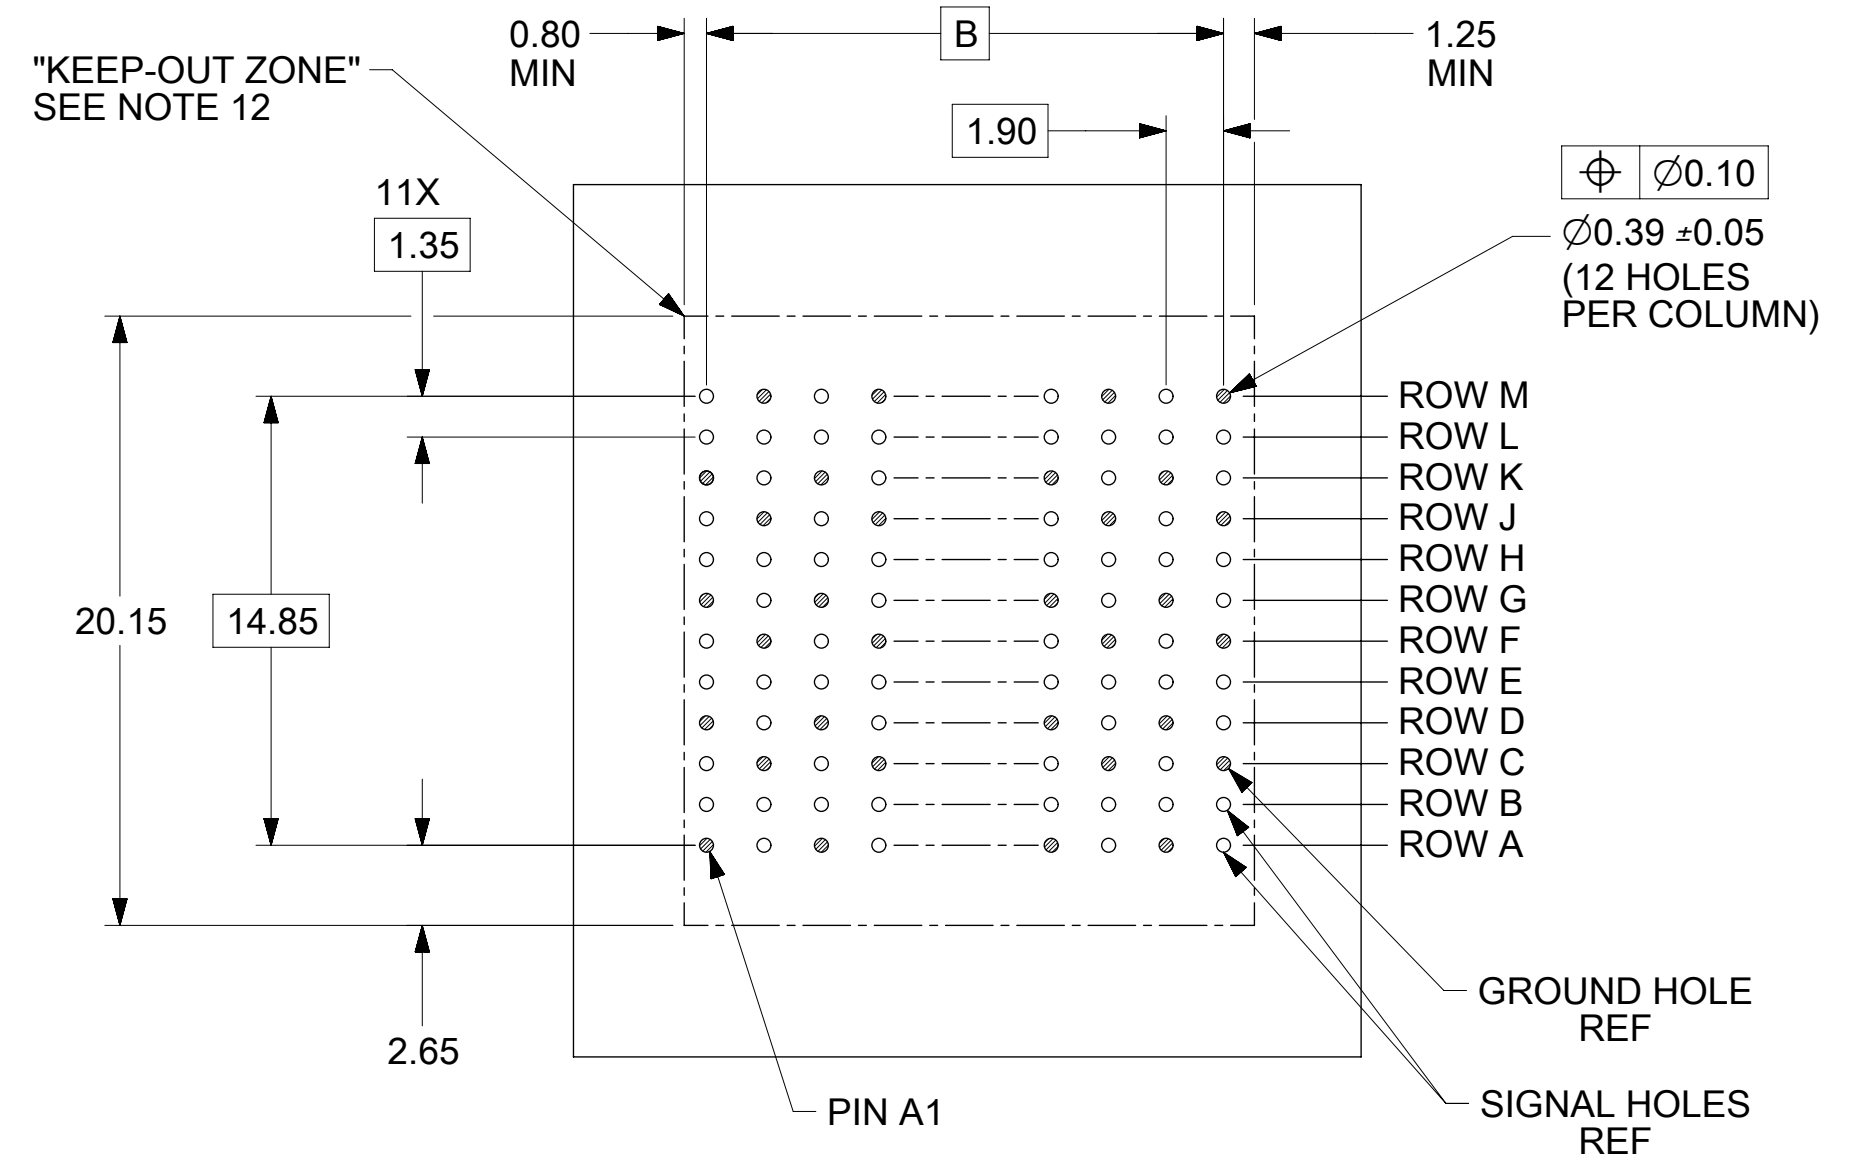 0.80
MIN
B
1.25
MIN
"KEEP-OUT ZONE"
SEE NOTE 12
1.90
⌖ ∅0.10
11X
1.35
∅0.39 ±0.05
(12 HOLES
PER COLUMN)
ROW M
ROW L
ROW K
ROW J
ROW H
ROW G
ROW F
ROW E
ROW D
ROW C
ROW B
ROW A
20.15
14.85
2.65
PIN A1
GROUND HOLE
REF
SIGNAL HOLES
REF